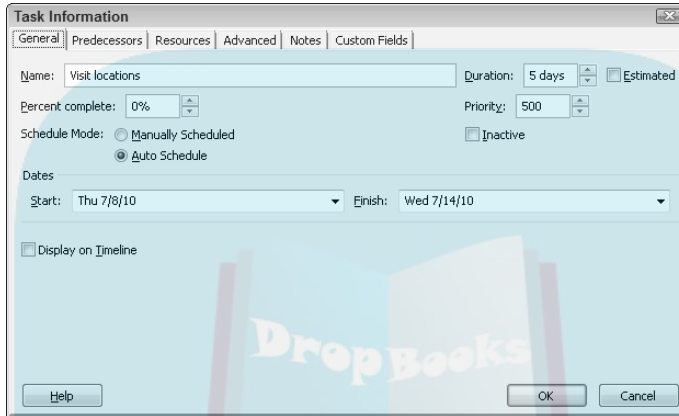 Task Information
General Predecessors Resources Advanced Notes Custom Fields
Name: Visit locations Duration: 5 days Estimated
Percent complete: 0% Priority: 500
Schedule Mode: Manually Scheduled Inactive
Auto Schedule
Dates
Start: Thu 7/8/10 Finish: Wed 7/14/10
Display on Timeline
DropBooks
Help OK Cancel